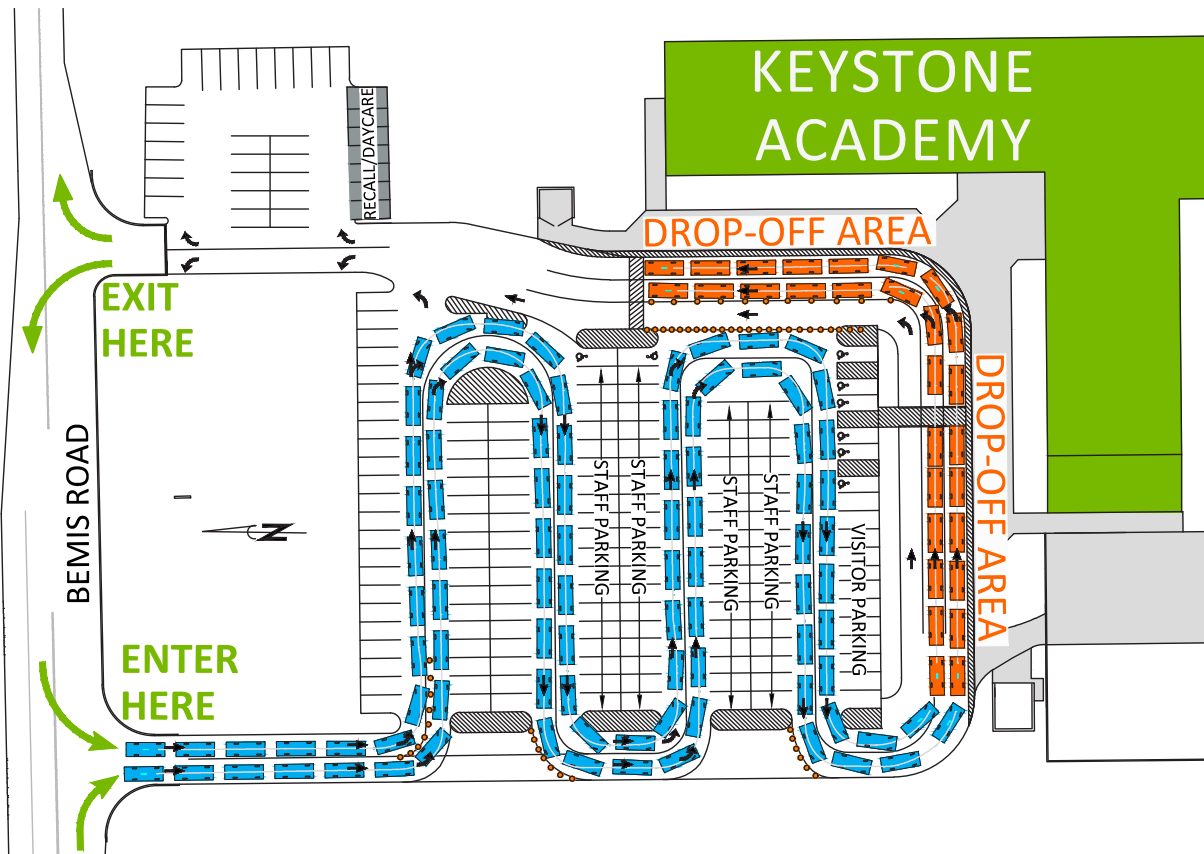 KEYSTONE
ACADEMY
RECALL/DAYCARE
DROP-OFF AREA
EXIT
HERE
DROP-OFF AREA
BEMIS ROAD
STAFF PARKING
STAFF PARKING
STAFF PARKING
STAFF PARKING
VISITOR PARKING
N
ENTER
HERE